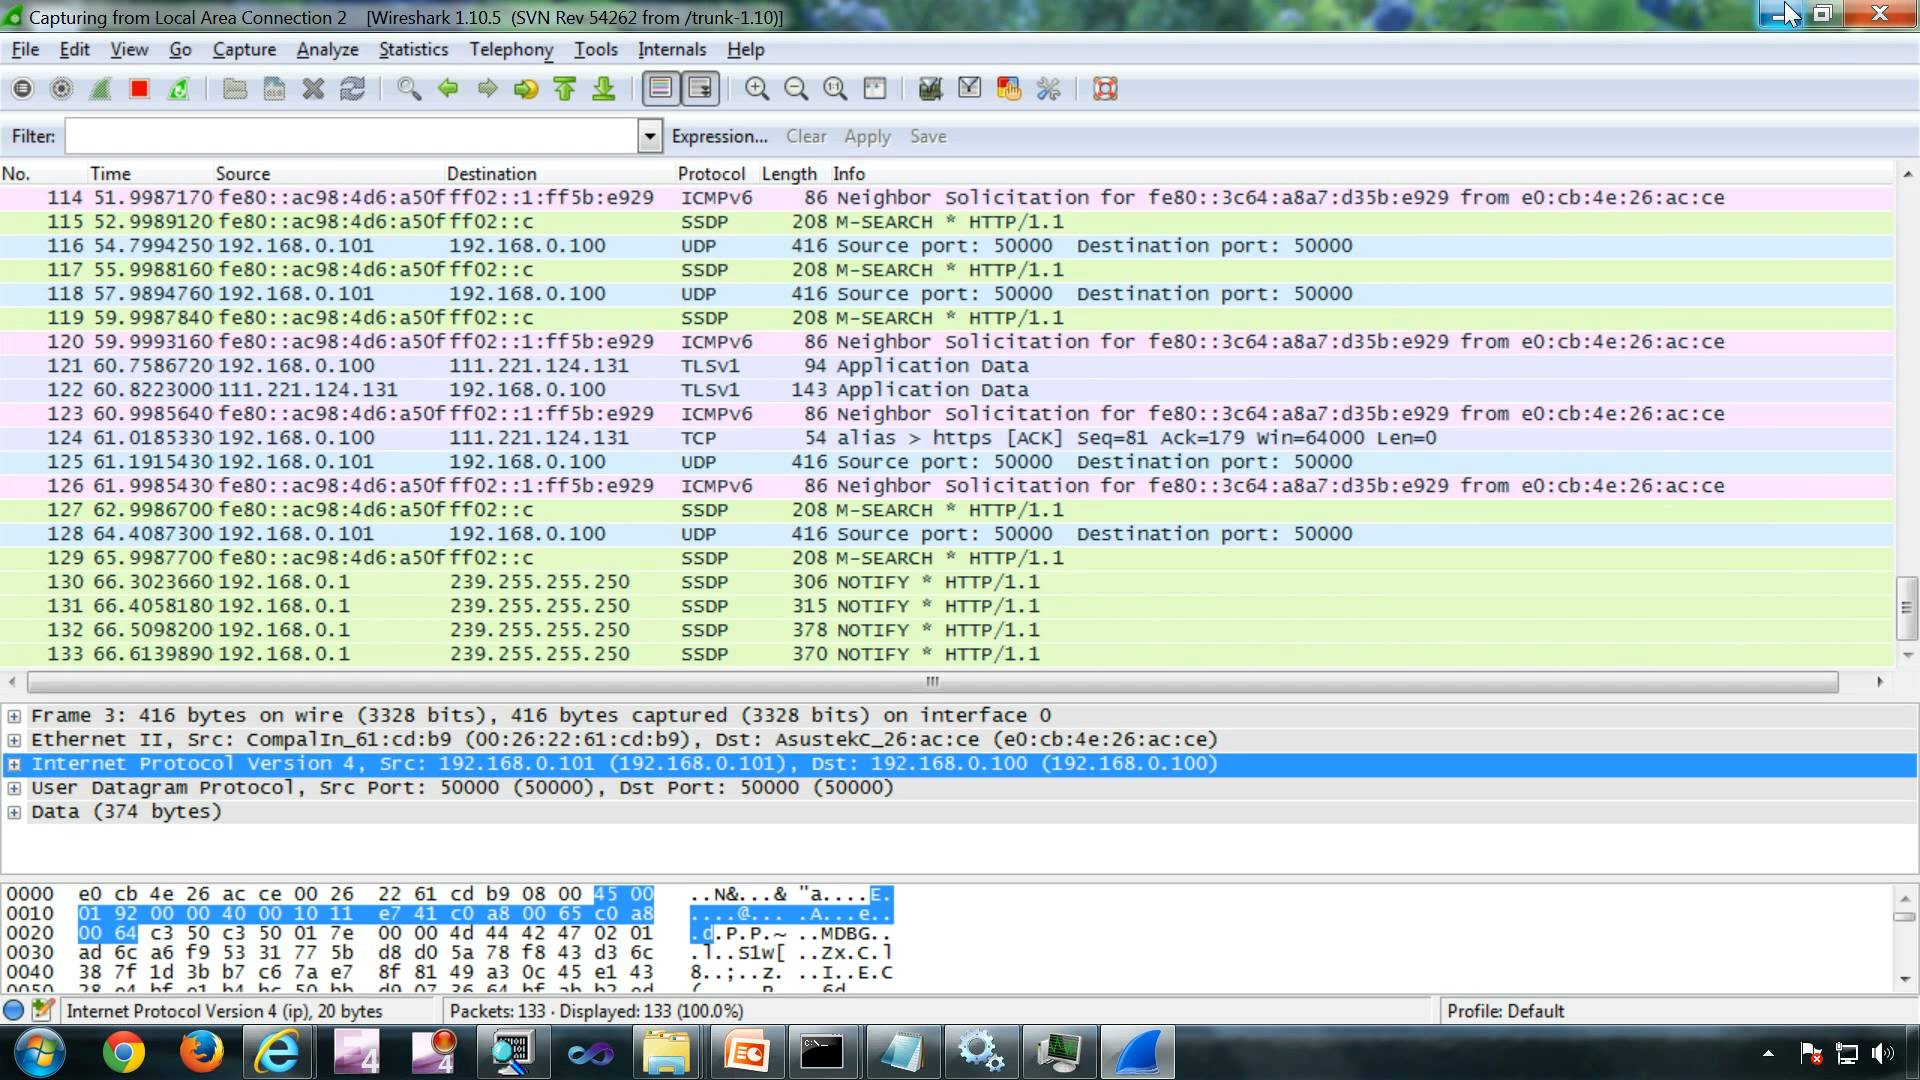 Capturing from Local Area Connection 2 [Wireshark 1.10.5 (SVN Rev 54262 from /trunk-1.10)]
File Edit View Go Capture Analyze Statistics Telephony Tools Internals Help
Filter: Expression... Clear Apply Save
No. Time Source Destination Protocol Length Info
114 51.9987170 fe80::ac98:4d6:a50f ff02::1:ff5b:e929 ICMPv6 86 Neighbor Solicitation for fe80::3c64:a8a7:d35b:e929 from e0:cb:4e:26:ac:ce
115 52.9989120 fe80::ac98:4d6:a50f ff02::c SSDP 208 M-SEARCH * HTTP/1.1
116 54.7994250 192.168.0.101 192.168.0.100 UDP 416 Source port: 50000 Destination port: 50000
117 55.9988160 fe80::ac98:4d6:a50f ff02::c SSDP 208 M-SEARCH * HTTP/1.1
118 57.9894760 192.168.0.101 192.168.0.100 UDP 416 Source port: 50000 Destination port: 50000
119 59.9987840 fe80::ac98:4d6:a50f ff02::c SSDP 208 M-SEARCH * HTTP/1.1
120 59.9993160 fe80::ac98:4d6:a50f ff02::1:ff5b:e929 ICMPv6 86 Neighbor Solicitation for fe80::3c64:a8a7:d35b:e929 from e0:cb:4e:26:ac:ce
121 60.7586720 192.168.0.100 111.221.124.131 TLSv1 94 Application Data
122 60.8223000 111.221.124.131 192.168.0.100 TLSv1 143 Application Data
123 60.9985640 fe80::ac98:4d6:a50f ff02::1:ff5b:e929 ICMPv6 86 Neighbor Solicitation for fe80::3c64:a8a7:d35b:e929 from e0:cb:4e:26:ac:ce
124 61.0185330 192.168.0.100 111.221.124.131 TCP 54 alias > https [ACK] Seq=81 Ack=179 Win=64000 Len=0
125 61.1915430 192.168.0.101 192.168.0.100 UDP 416 Source port: 50000 Destination port: 50000
126 61.9985430 fe80::ac98:4d6:a50f ff02::1:ff5b:e929 ICMPv6 86 Neighbor Solicitation for fe80::3c64:a8a7:d35b:e929 from e0:cb:4e:26:ac:ce
127 62.9986700 fe80::ac98:4d6:a50f ff02::c SSDP 208 M-SEARCH * HTTP/1.1
128 64.4087300 192.168.0.101 192.168.0.100 UDP 416 Source port: 50000 Destination port: 50000
129 65.9987700 fe80::ac98:4d6:a50f ff02::c SSDP 208 M-SEARCH * HTTP/1.1
130 66.3023660 192.168.0.1 239.255.255.250 SSDP 306 NOTIFY * HTTP/1.1
131 66.4058180 192.168.0.1 239.255.255.250 SSDP 315 NOTIFY * HTTP/1.1
132 66.5098200 192.168.0.1 239.255.255.250 SSDP 378 NOTIFY * HTTP/1.1
133 66.6139890 192.168.0.1 239.255.255.250 SSDP 370 NOTIFY * HTTP/1.1
Frame 3: 416 bytes on wire (3328 bits), 416 bytes captured (3328 bits) on interface 0
Ethernet II, Src: CompalIn_61:cd:b9 (00:26:22:61:cd:b9), Dst: AsustekC_26:ac:ce (e0:cb:4e:26:ac:ce)
Internet Protocol Version 4, Src: 192.168.0.101 (192.168.0.101), Dst: 192.168.0.100 (192.168.0.100)
User Datagram Protocol, Src Port: 50000 (50000), Dst Port: 50000 (50000)
Data (374 bytes)
0000 e0 cb 4e 26 ac ce 00 26 22 61 cd b9 08 00 45 00 ..N&...& "a....E.
0010 01 92 00 00 40 00 10 11 e7 41 c0 a8 00 65 c0 a8 ....@... .A...e..
0020 00 64 c3 50 c3 50 01 7e 00 00 4d 44 42 47 02 01 .d.P.P.~ ..MDBG..
0030 ad 6c a6 f9 53 31 77 5b d8 d0 5a 78 f8 43 d3 6c .l..S1w[ ..Zx.C.l
0040 38 7f 1d 3b b7 c6 7a e7 8f 81 49 a3 0c 45 e1 43 8..;..z. ..I..E.C
Internet Protocol Version 4 (ip), 20 bytes Packets: 133 · Displayed: 133 (100.0%) Profile: Default